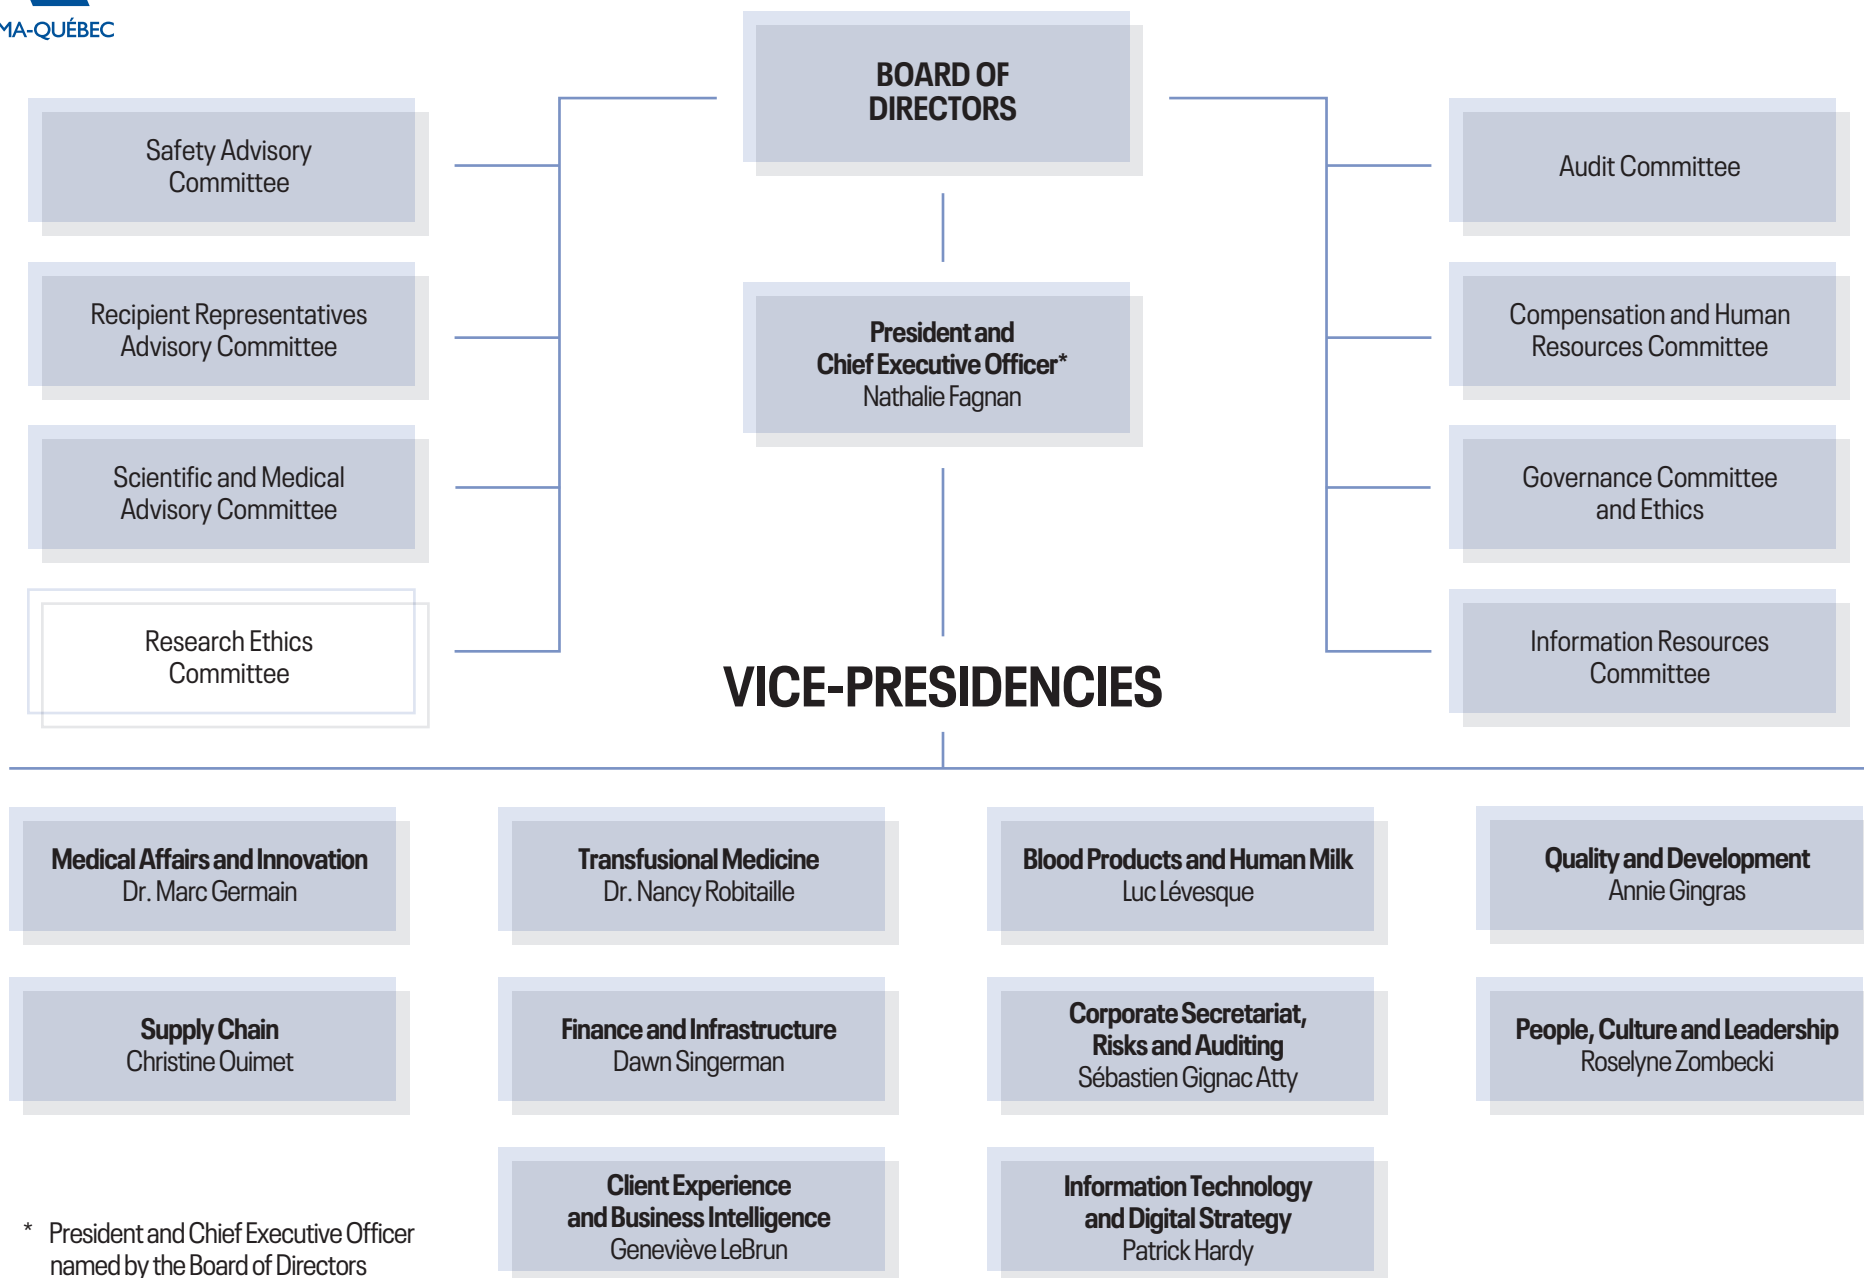 MA-QUÉBEC
BOARD OF
DIRECTORS
Safety Advisory
Committee
Audit Committee
Recipient Representatives
Advisory Committee
President and
Chief Executive Officer*
Nathalie Fagnan
Compensation and Human
Resources Committee
Scientific and Medical
Advisory Committee
Governance Committee
and Ethics
Research Ethics
Committee
Information Resources
Committee
VICE-PRESIDENCIES
Medical Affairs and Innovation
Dr. Marc Germain
Transfusional Medicine
Dr. Nancy Robitaille
Blood Products and Human Milk
Luc Lévesque
Quality and Development
Annie Gingras
Supply Chain
Christine Ouimet
Finance and Infrastructure
Dawn Singerman
Corporate Secretariat,
Risks and Auditing
Sébastien Gignac Atty
People, Culture and Leadership
Roselyne Zombecki
Client Experience
and Business Intelligence
Geneviève LeBrun
Information Technology
and Digital Strategy
Patrick Hardy
* President and Chief Executive Officer
named by the Board of Directors